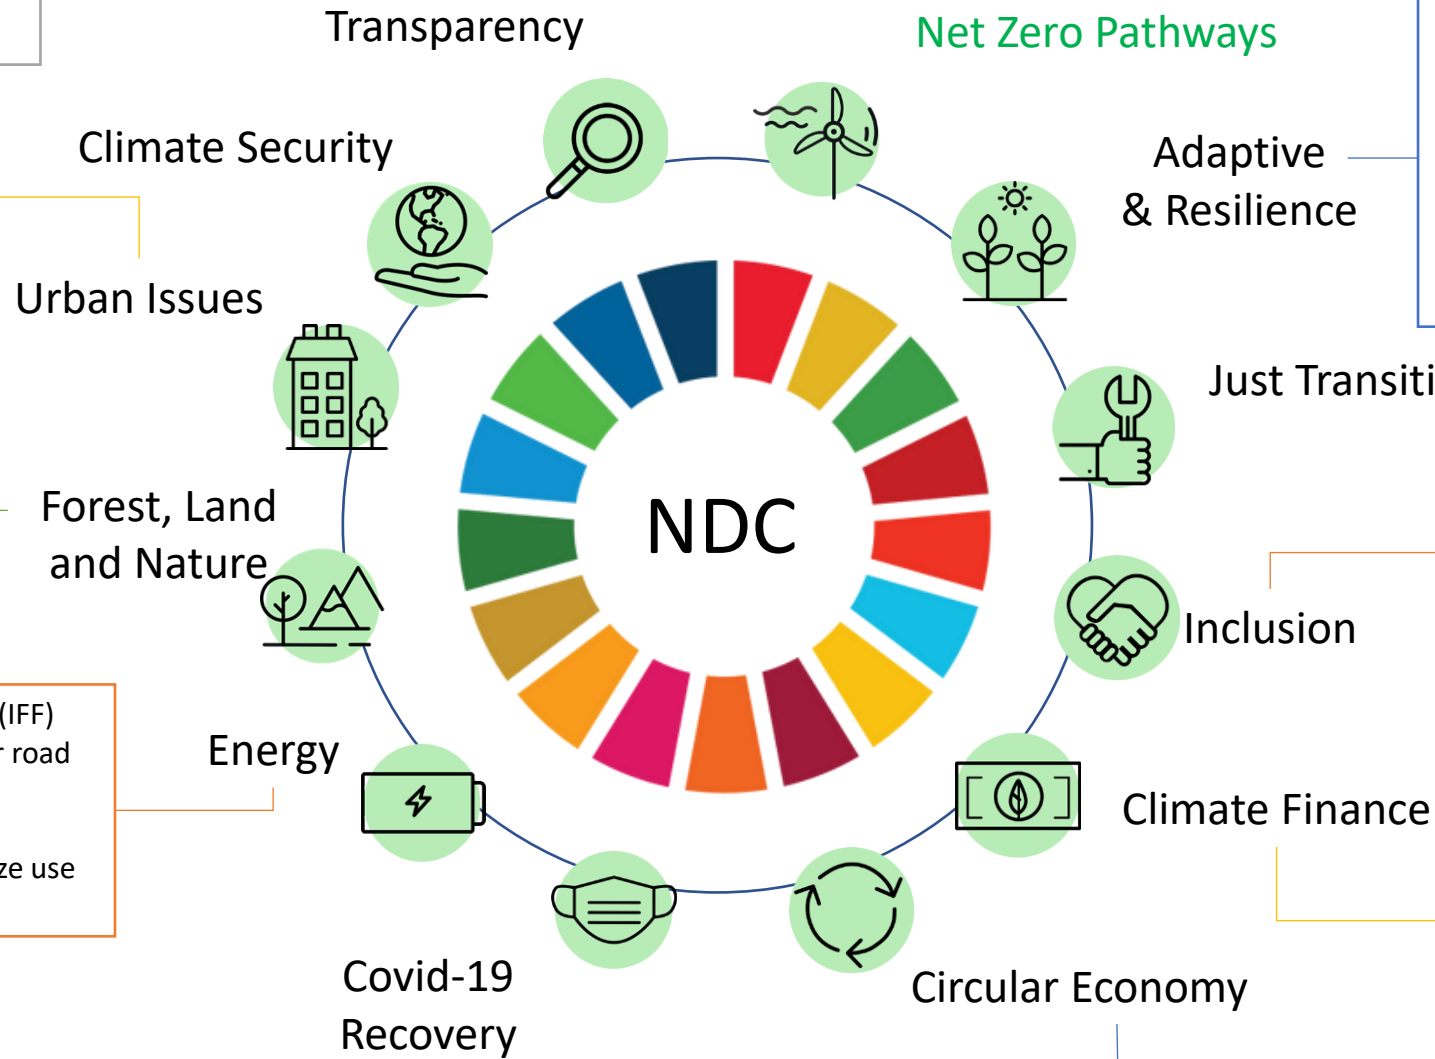 Transparency
Net Zero Pathways
Climate Security
Adaptive
& Resilience
Urban Issues
Just Transiti
Forest, Land
and Nature
NDC
Inclusion
(IFF)
r road
ze use
Energy
Climate Finance
Covid-19
Recovery
Circular Economy